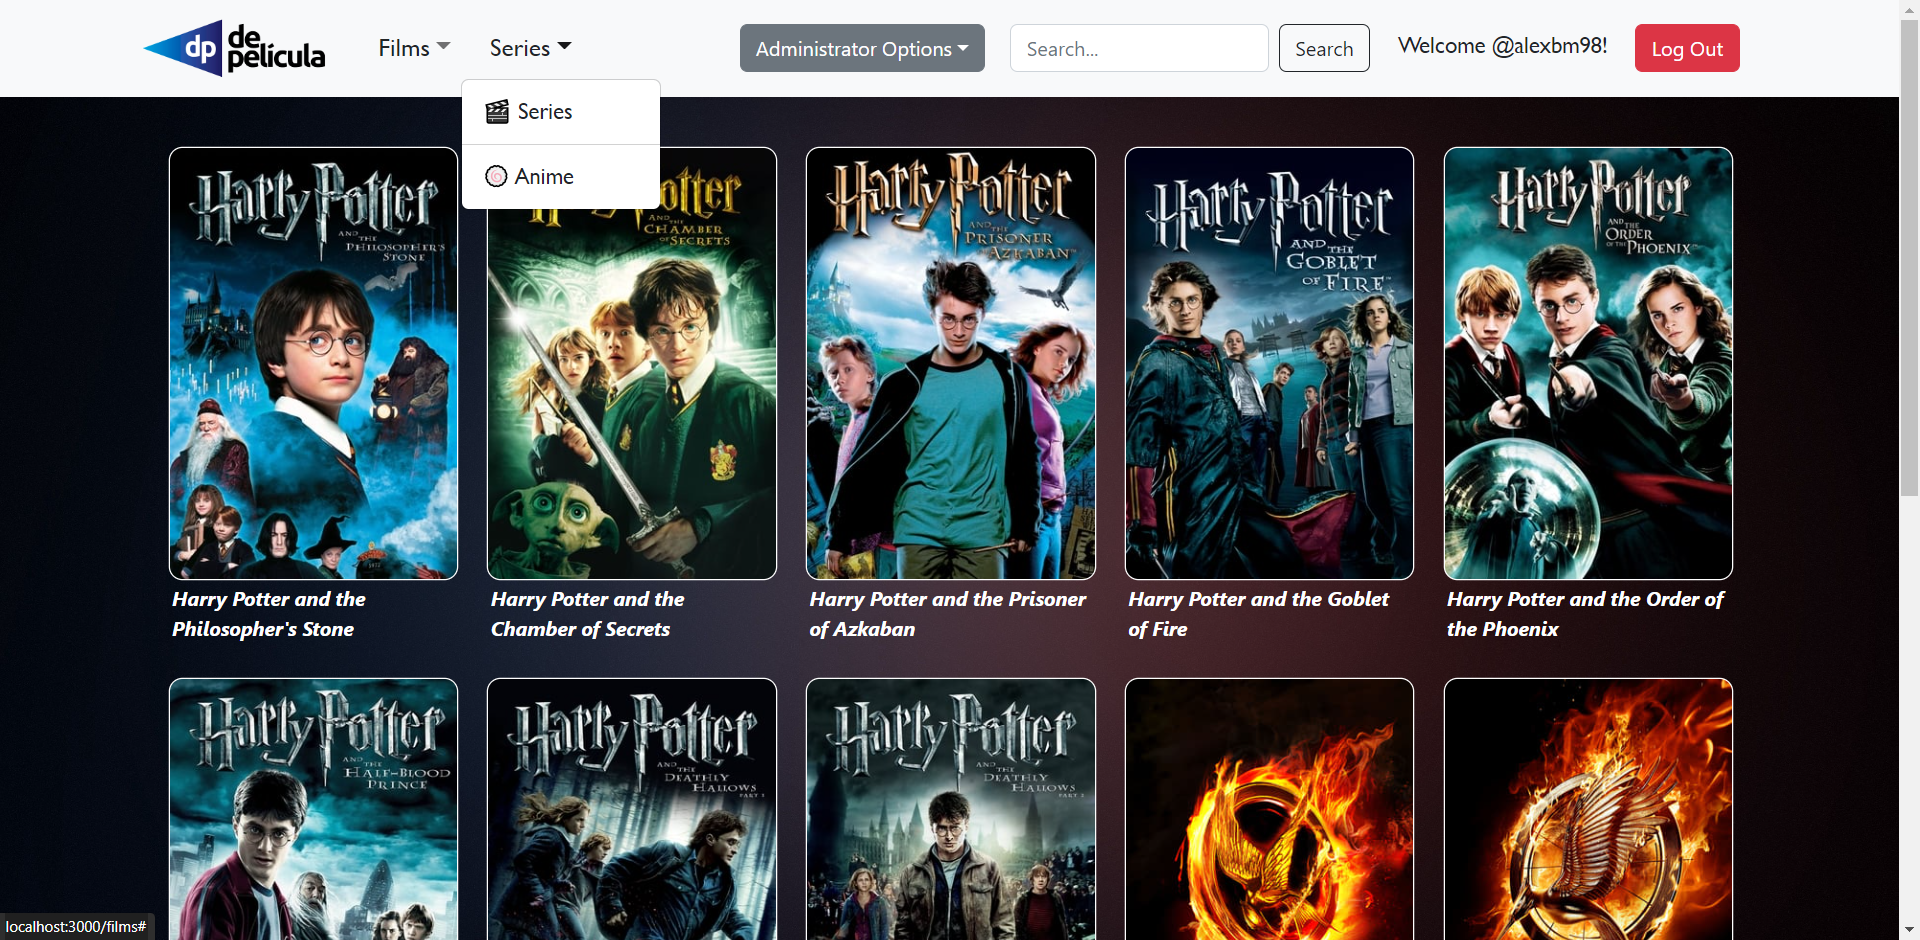 dp de película
Films
Series
Administrator Options
Search...
Search
Welcome @alexbm98!
Log Out
Series
Anime
Harry Potter
AND THE
PHILOSOPHER'S
STONE
Potter
AND THE
CHAMBER
OF SECRETS
Harry Potter
AND THE
PRISONER
OF AZKABAN™
Harry Potter
AND THE
GOBLET
OF FIRE™
Harry Potter
AND THE
ORDER
OF THE PHOENIX™
Harry Potter and the
Philosopher's Stone
Harry Potter and the
Chamber of Secrets
Harry Potter and the Prisoner
of Azkaban
Harry Potter and the Goblet
of Fire
Harry Potter and the Order of
the Phoenix
Harry Potter
AND THE
HALF-BLOOD
PRINCE
Harry Potter
AND THE
DEATHLY
HALLOWS
PART 1
Harry Potter
AND THE
DEATHLY
HALLOWS
PART 2
localhost:3000/films#